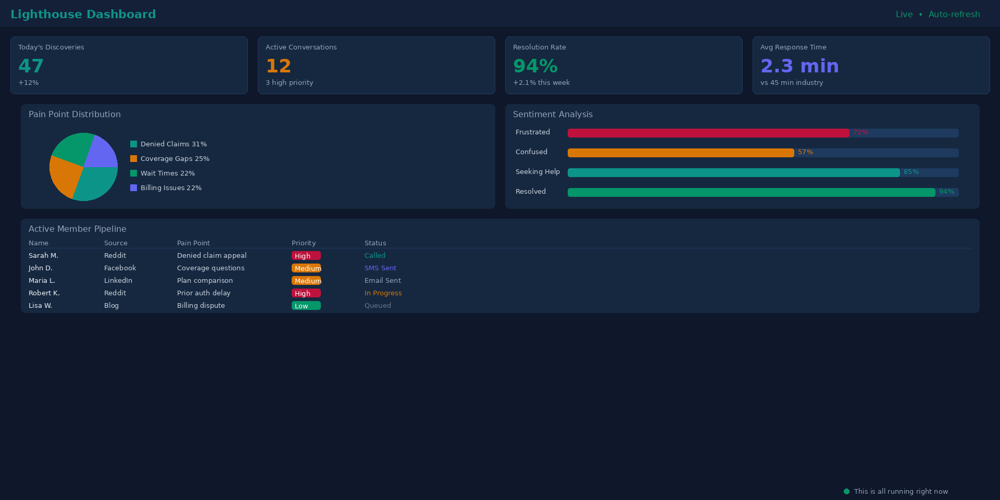 Lighthouse Dashboard
Live • Auto-refresh
Today's Discoveries
47
+12%
Active Conversations
12
3 high priority
Resolution Rate
94%
+2.1% this week
Avg Response Time
2.3 min
vs 45 min industry
Pain Point Distribution
Denied Claims 31%
Coverage Gaps 25%
Wait Times 22%
Billing Issues 22%
Sentiment Analysis
Frustrated 72%
Confused 57%
Seeking Help 85%
Resolved 94%
Active Member Pipeline
Name Source Pain Point Priority Status
Sarah M. Reddit Denied claim appeal High Called
John D. Facebook Coverage questions Medium SMS Sent
Maria L. LinkedIn Plan comparison Medium Email Sent
Robert K. Reddit Prior auth delay High In Progress
Lisa W. Blog Billing dispute Low Queued
This is all running right now